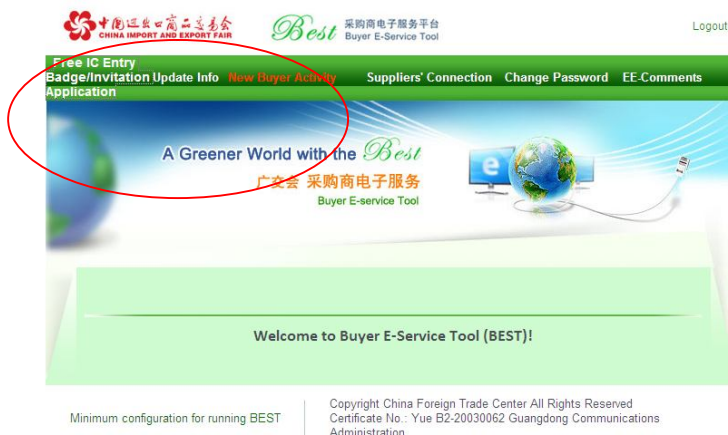 中国进出口商品交易会
CHINA IMPORT AND EXPORT FAIR
Best 采购商电子服务平台
Buyer E-Service Tool
Logout
Free IC Entry
Badge/Invitation Update Info New Buyer Activity Suppliers' Connection Change Password EE-Comments
Application
A Greener World with the Best
广交会 采购商电子服务
Buyer E-service Tool
e
Welcome to Buyer E-Service Tool (BEST)!
Minimum configuration for running BEST
Copyright China Foreign Trade Center All Rights Reserved
Certificate No.: Yue B2-20030062 Guangdong Communications
Administration